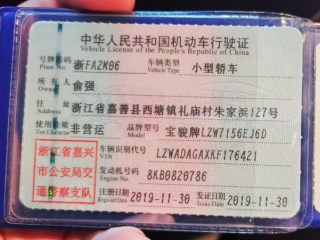 中华人民共和国机动车行驶证
Vehicle License of the People's Republic of China
号牌号码 浙FA2K06 车辆类型 小型轿车
Plate No. Vehicle Type
所有人 俞强
住址 浙江省嘉善县西塘镇礼庙村朱家浜127号
使用性质 非营运 品牌型号 宝骏牌LZW7156EJ6D
Use Character
浙江省嘉兴市公安局交通警察支队
车辆识别代号 LZWADAGAXKF176421
VIN
发动机号码 8KB0820786
Engine No.
注册日期 2019-11-30 发证日期 2019-11-30
Register Date Issue Date